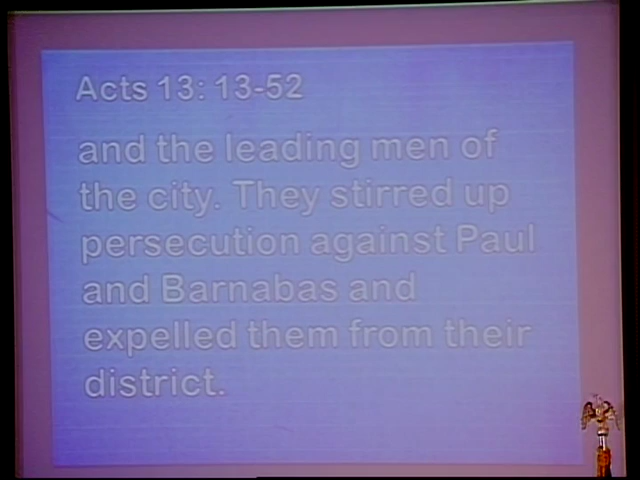 Acts 13: 13-52
and the leading men of
the city. They stirred up
persecution against Paul
and Barnabas and
expelled them from their
district.